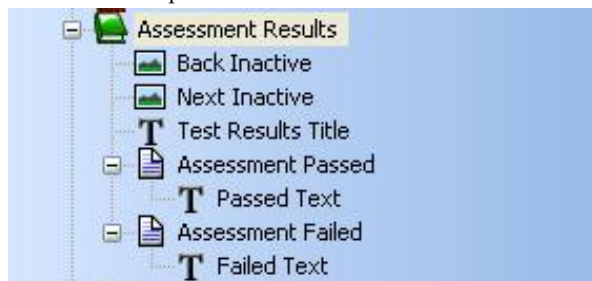 Assessment Results
Back Inactive
Next Inactive
Test Results Title
Assessment Passed
Passed Text
Assessment Failed
Failed Text